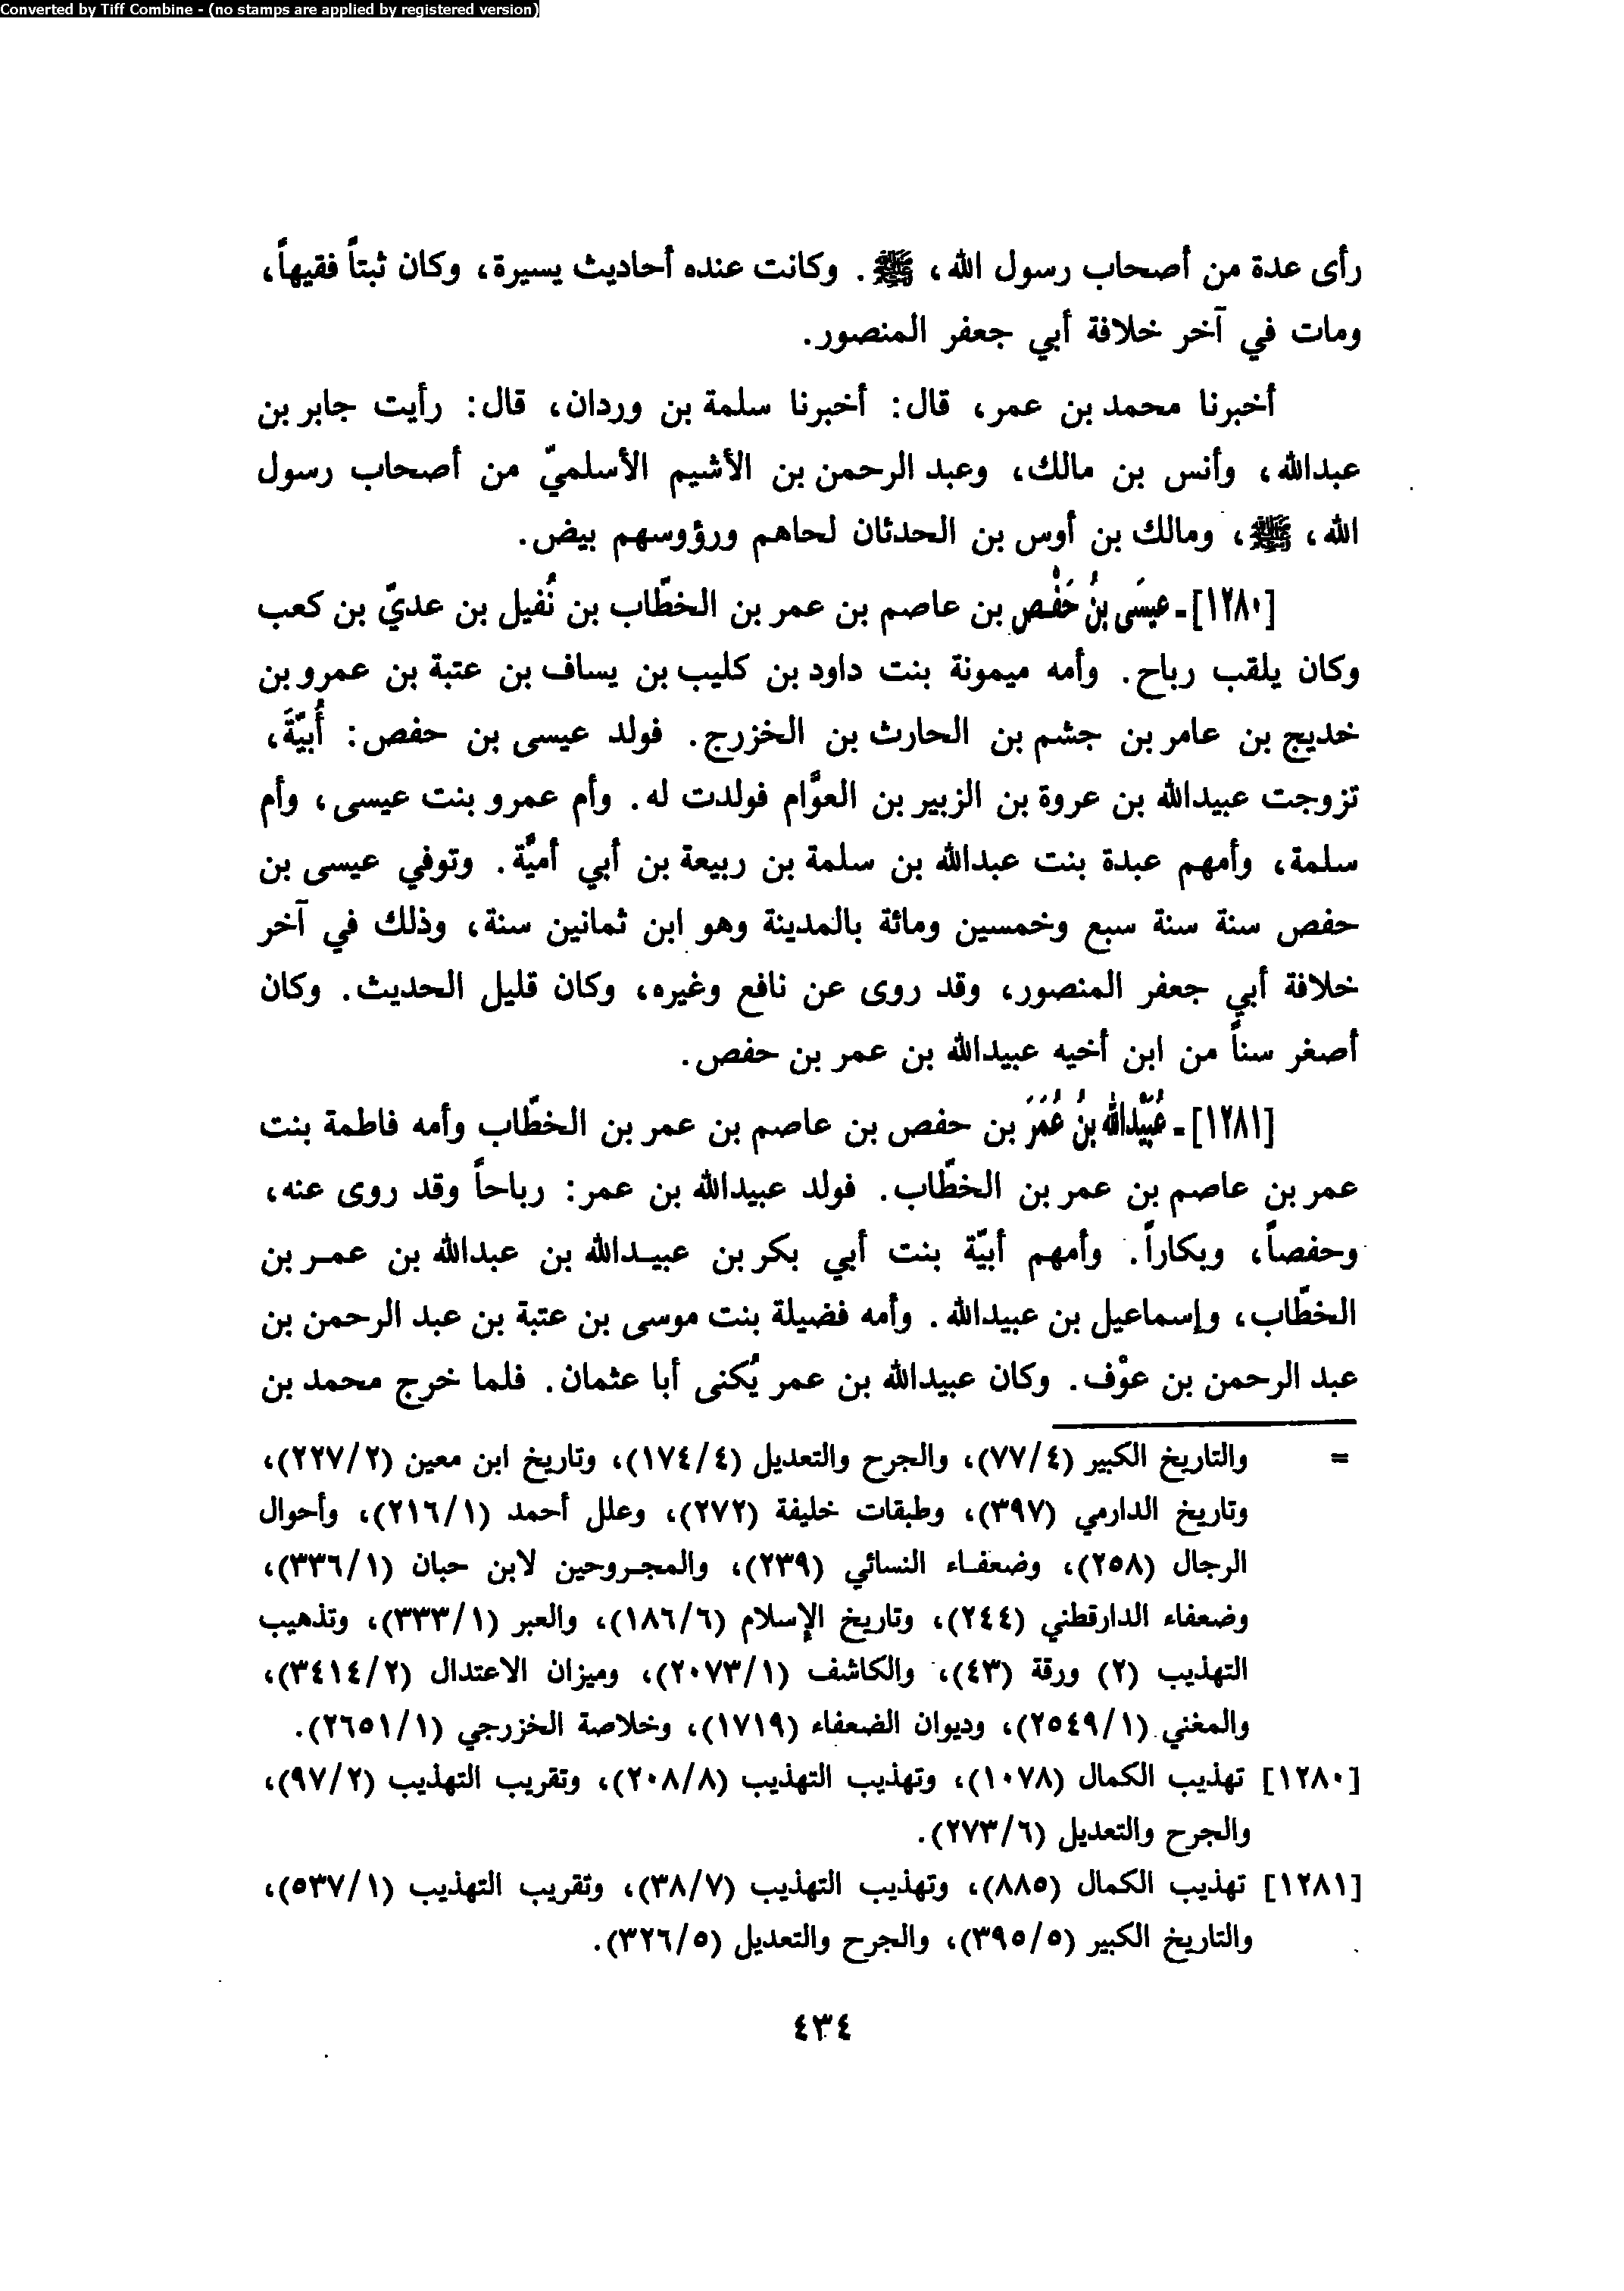 Converted by Tiff Combine - (no stamps are applied by registered version)
رأى عدة من أصحاب رسول الله، ﷺ. وكانت عنده أحاديث يسيرة، وكان ثبتاً فقيهاً،
ومات في آخر خلافة أبي جعفر المنصور.
أخبرنا محمد بن عمر، قال: أخبرنا سلمة بن وردان، قال: رأيت جابر بن
عبدالله، وأنس بن مالك، وعبد الرحمن بن الأشيم الأسلميّ من أصحاب رسول
الله، ﷺ، ومالك بن أوس بن الحدثان لحاهم ورؤوسهم بيض.
[١٢٨٠]- عيسَى بنُ حَفْص بن عاصم بن عمر بن الخطّاب بن نُفيل بن عديّ بن كعب
وكان يلقب رباح. وأمه ميمونة بنت داود بن كليب بن يساف بن عتبة بن عمرو بن
خديج بن عامر بن جشم بن الحارث بن الخزرج. فولد عيسى بن حفص: أُبيّةَ،
تزوجت عبيدالله بن عروة بن الزبير بن العوَّام فولدت له. وأم عمرو بنت عيسى، وأم
سلمة، وأمهم عبدة بنت عبدالله بن سلمة بن ربيعة بن أبي أميَّة. وتوفي عيسى بن
حفص سنة سنة سبع وخمسين ومائة بالمدينة وهو ابن ثمانين سنة، وذلك في آخر
خلافة أبي جعفر المنصور، وقد روى عن نافع وغيره، وكان قليل الحديث. وكان
أصغر سناً من ابن أخيه عبيدالله بن عمر بن حفص.
[١٢٨١]- عُبيْدالله بنُ عُمَرَ بن حفص بن عاصم بن عمر بن الخطّاب وأمه فاطمة بنت
عمر بن عاصم بن عمر بن الخطّاب. فولد عبيدالله بن عمر: رباحاً وقد روى عنه،
وحفصاً، وبكاراً. وأمهم أبيّة بنت أبي بكر بن عبيدالله بن عبدالله بن عمر بن
الخطّاب، وإسماعيل بن عبيدالله. وأمه فضيلة بنت موسى بن عتبة بن عبد الرحمن بن
عبد الرحمن بن عوْف. وكان عبيدالله بن عمر يُكنى أبا عثمان. فلما خرج محمد بن
= والتاريخ الكبير (٤/٧٧)، والجرح والتعديل (٤/١٧٤)، وتاريخ ابن معين (٢/٢٢٧)،
وتاريخ الدارمي (٣٩٧)، وطبقات خليفة (٢٧٢)، وعلل أحمد (١/٢١٦)، وأحوال
الرجال (٢٥٨)، وضعفاء النسائي (٢٣٩)، والمجروحين لابن حبان (١/٣٣٦)،
وضعفاء الدارقطني (٢٤٤)، وتاريخ الإسلام (٦/١٨٦)، والعبر (١/٣٣٣)، وتذهيب
التهذيب (٢) ورقة (٤٣)، والكاشف (١/٢٠٧٣)، وميزان الاعتدال (٢/٣٤١٤)،
والمغني (١/٢٥٤٩)، وديوان الضعفاء (١٧١٩)، وخلاصة الخزرجي (١/٢٦٥١).
[١٢٨٠] تهذيب الكمال (١٠٧٨)، وتهذيب التهذيب (٨/٢٠٨)، وتقريب التهذيب (٢/٩٧)،
والجرح والتعديل (٦/٢٧٣).
[١٢٨١] تهذيب الكمال (٨٨٥)، وتهذيب التهذيب (٧/٣٨)، وتقريب التهذيب (١/٥٣٧)،
والتاريخ الكبير (٥/٣٩٥)، والجرح والتعديل (٥/٣٢٦).
٤٣٤